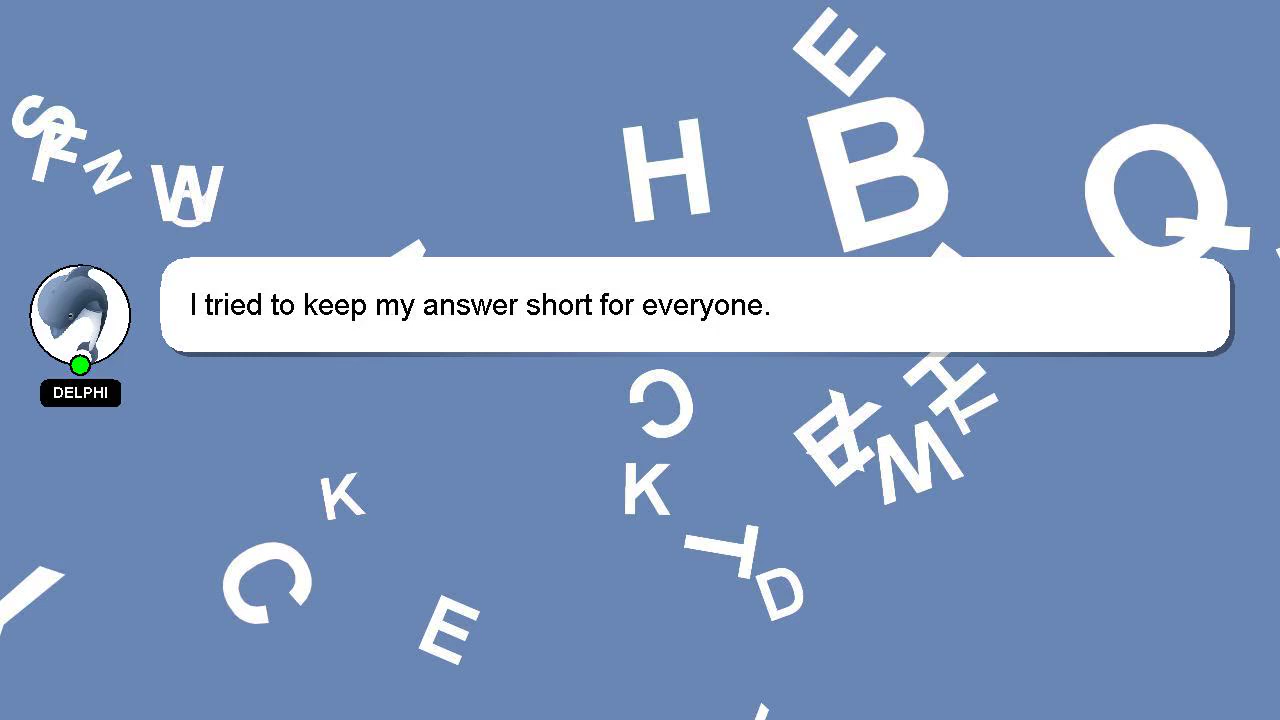 E
S
F
N
W
H
B
Q
I tried to keep my answer short for everyone.
DELPHI
C
H
E
M
K
K
T
D
C
E